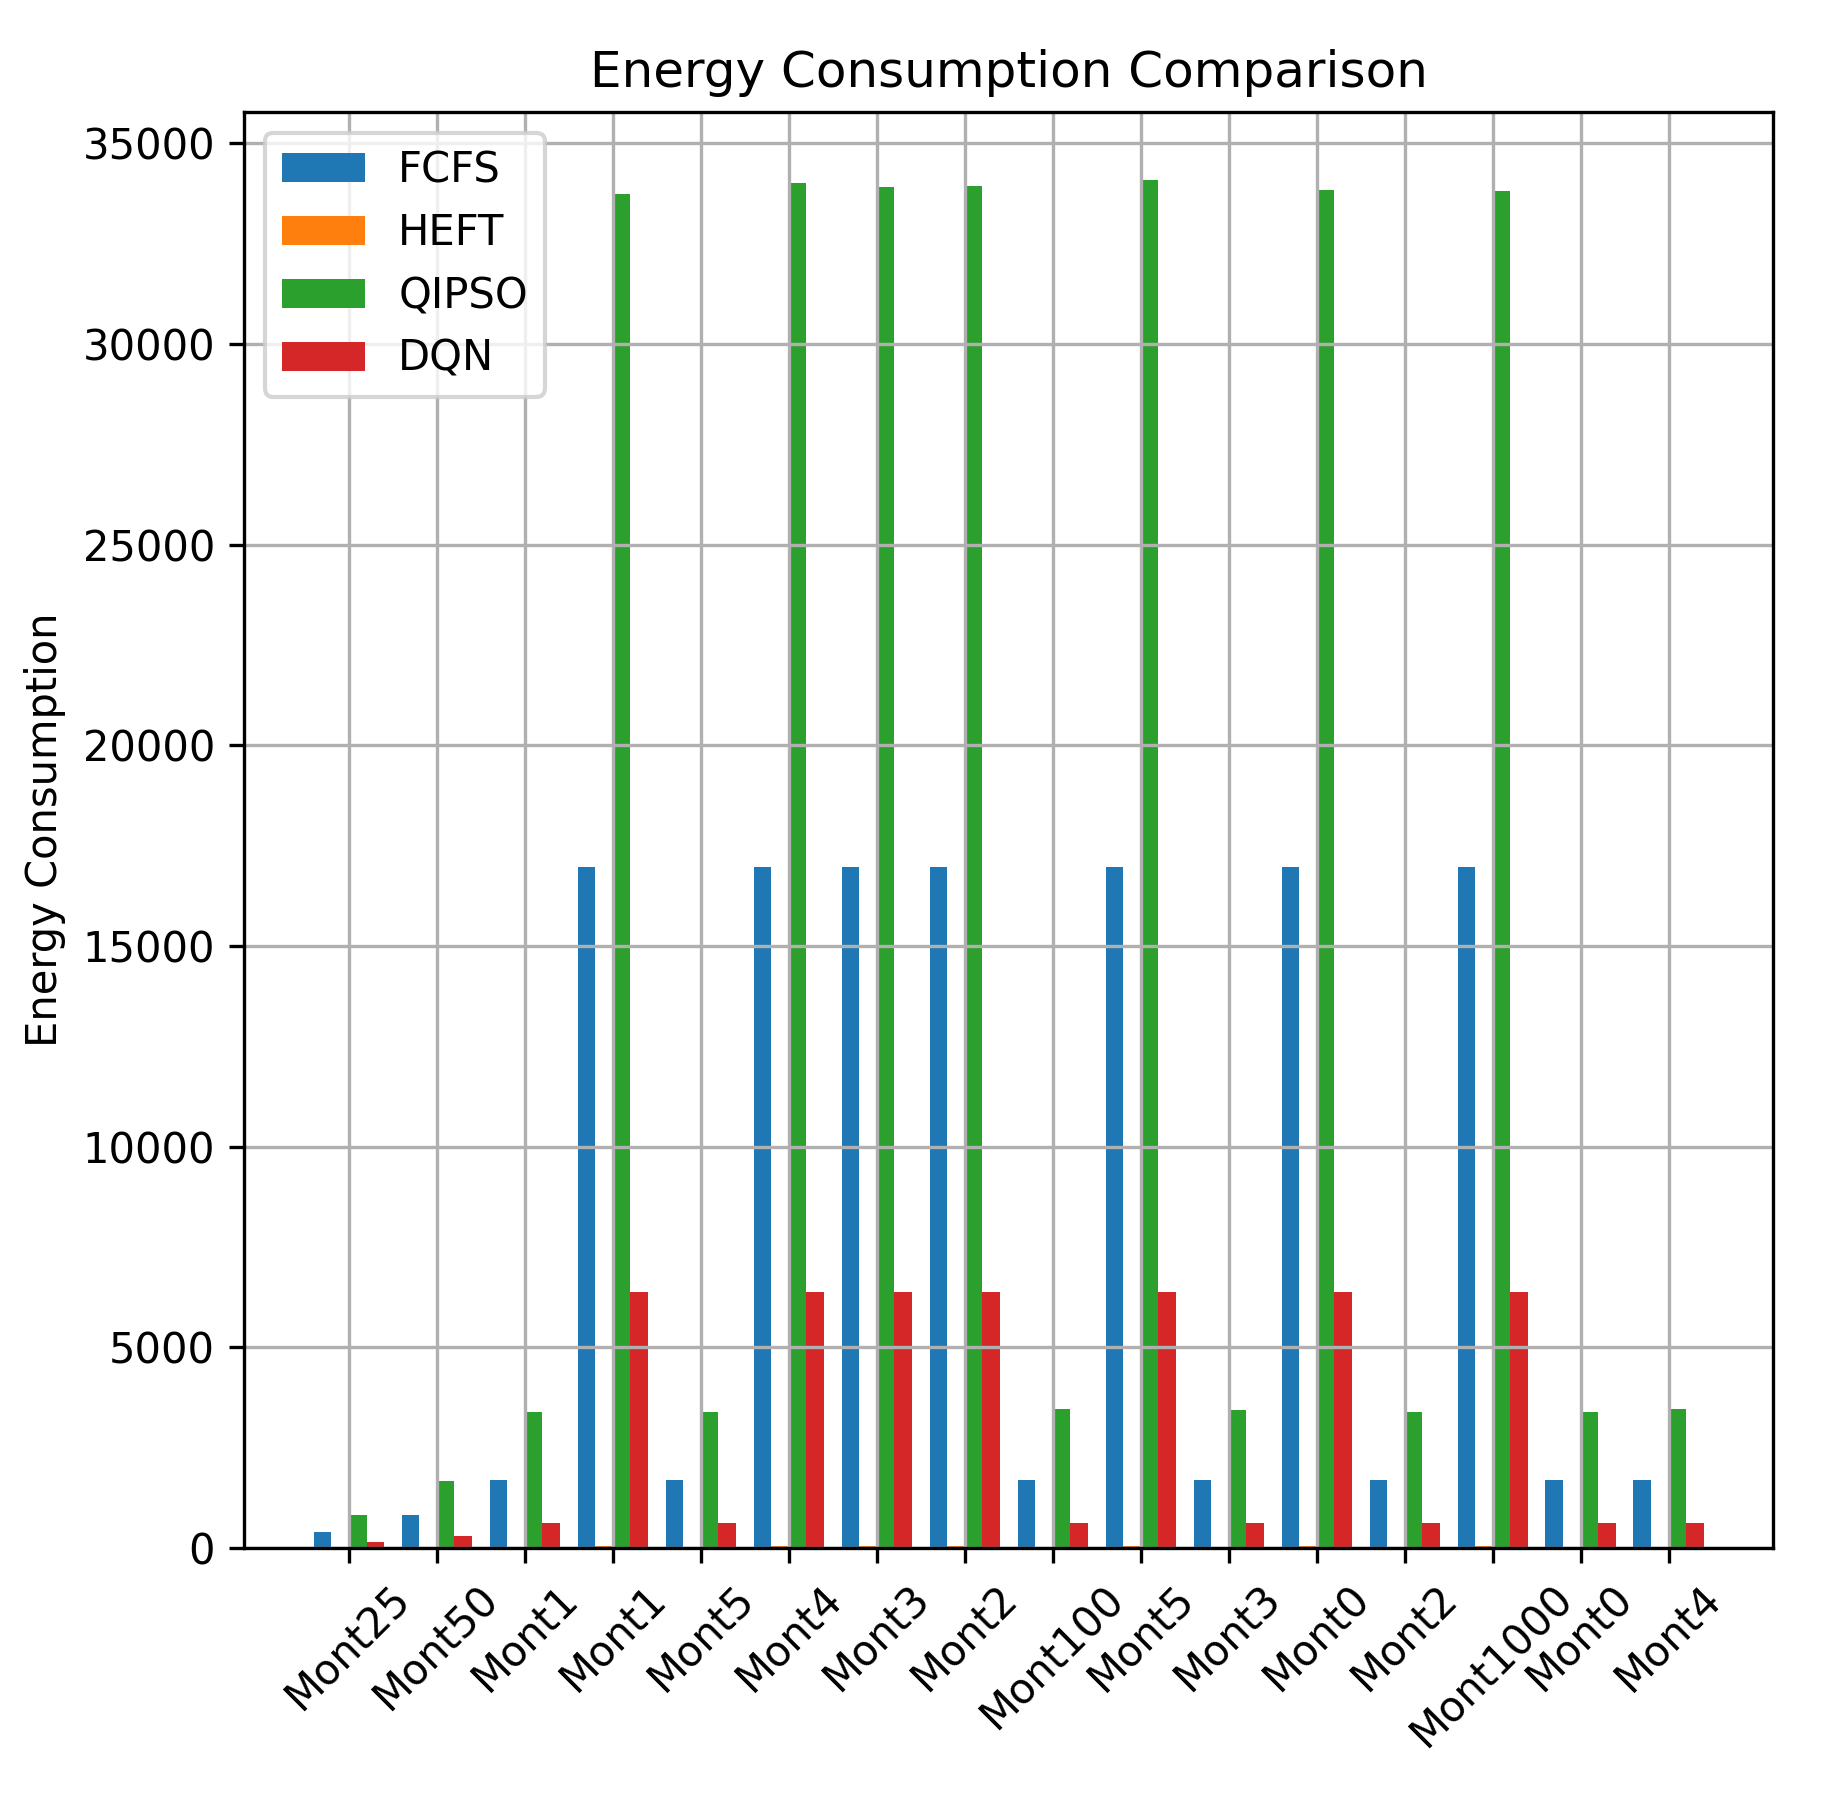 Energy Consumption Comparison
35000
30000
25000
20000
15000
10000
5000
0
Energy Consumption
FCFS
HEFT
QIPSO
DQN
Mont25
Mont50
Mont1
Mont1
Mont5
Mont4
Mont3
Mont2
Mont100
Mont5
Mont3
Mont0
Mont2
Mont1000
Mont0
Mont4